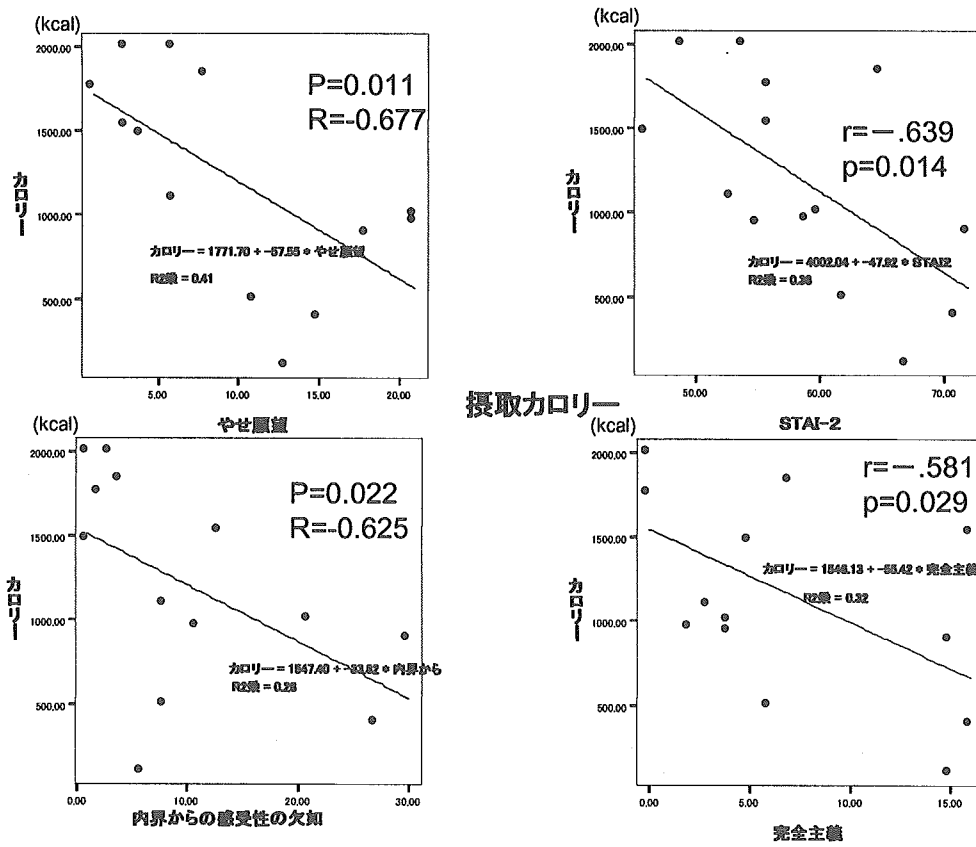 (kcal)
2000.00
1500.00
1000.00
500.00
カロリー
P=0.011
R=-0.677
カロリー = 1771.70 + -57.55 * やせ願望
R2乗 = 0.41
5.00 10.00 15.00 20.00
やせ願望
(kcal)
2000.00
1500.00
1000.00
500.00
カロリー
r=－.639
p=0.014
カロリー = 4002.04 + -47.92 * STAI2
R2乗 = 0.38
50.00 60.00 70.00
STAI-2
摂取カロリー
(kcal)
2000.00
1500.00
1000.00
500.00
カロリー
P=0.022
R=-0.625
カロリー = 1547.40 + -33.82 * 内界から
R2乗 = 0.28
0.00 10.00 20.00 30.00
内界からの感受性の欠如
(kcal)
2000.00
1500.00
1000.00
500.00
カロリー
r=－.581
p=0.029
カロリー = 1546.13 + -55.42 * 完全主義
R2乗 = 0.32
0.00 5.00 10.00 15.00
完全主義